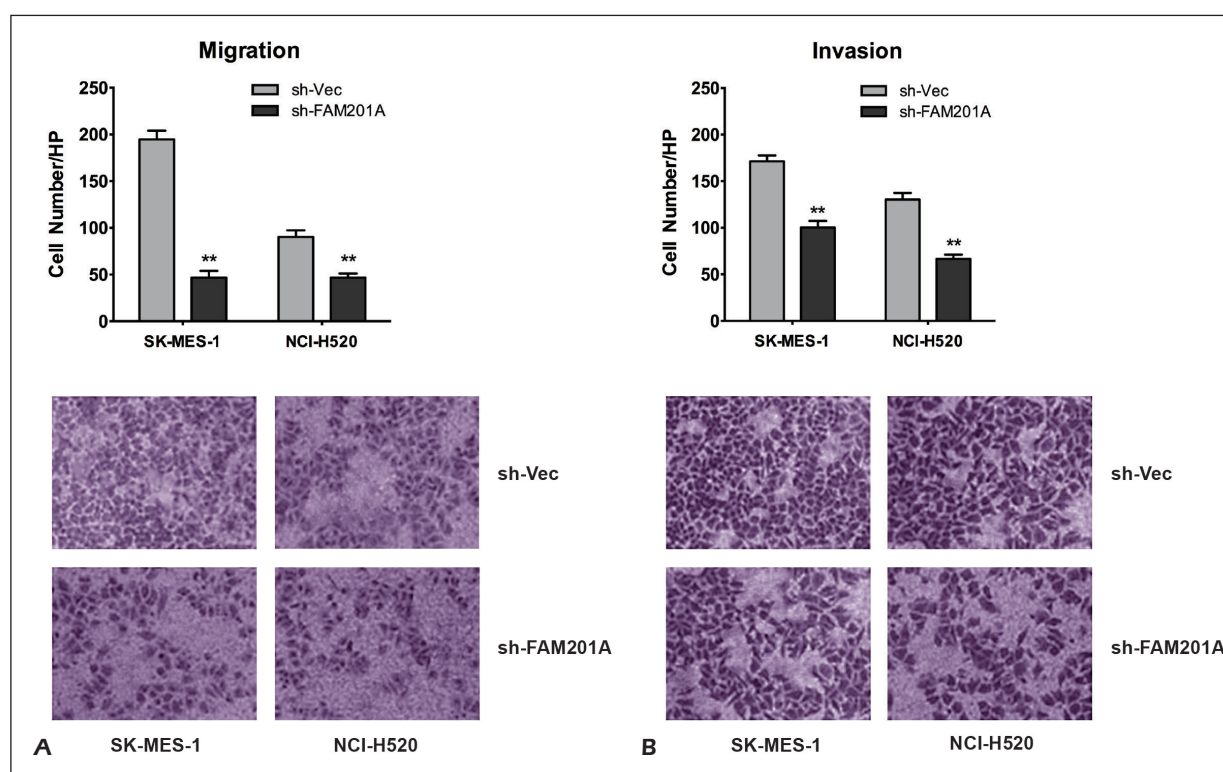 Migration
sh-Vec
sh-FAM201A
Cell Number/HP
250
200
150
100
50
0
**
**
SK-MES-1
NCI-H520
Invasion
sh-Vec
sh-FAM201A
Cell Number/HP
250
200
150
100
50
0
**
**
SK-MES-1
NCI-H520
sh-Vec
sh-FAM201A
A
SK-MES-1
NCI-H520
sh-Vec
sh-FAM201A
B
SK-MES-1
NCI-H520